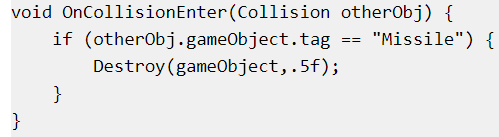 void OnCollisionEnter(Collision otherObj) {
    if (otherObj.gameObject.tag == "Missile") {
        Destroy(gameObject,.5f);
    }
}